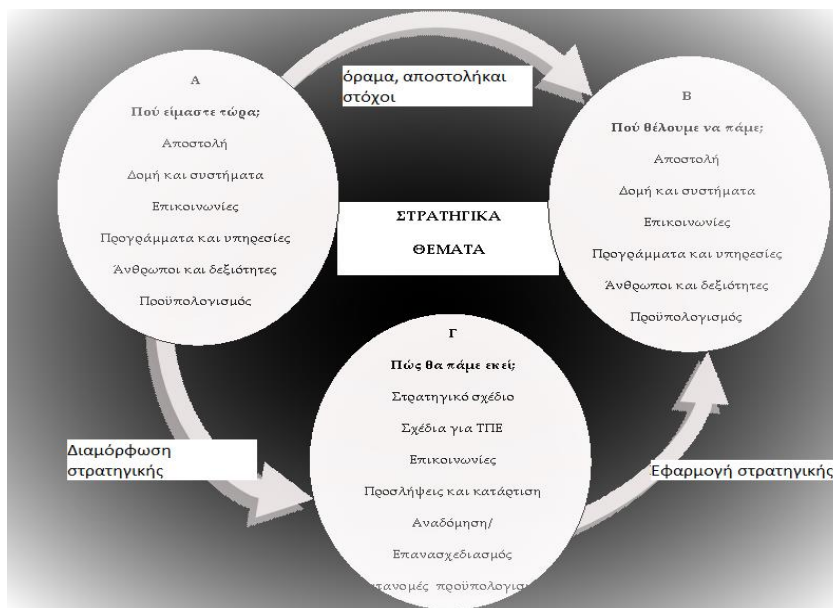 Α
Πού είμαστε τώρα;
Αποστολή
Δομή και συστήματα
Επικοινωνίες
Προγράμματα και υπηρεσίες
Άνθρωποι και δεξιότητες
Προϋπολογισμός
όραμα, αποστολήκαι
στόχοι
Β
Πού θέλουμε να πάμε;
Αποστολή
Δομή και συστήματα
Επικοινωνίες
Προγράμματα και υπηρεσίες
Άνθρωποι και δεξιότητες
Προϋπολογισμός
ΣΤΡΑΤΗΓΙΚΑ
ΘΕΜΑΤΑ
Γ
Πώς θα πάμε εκεί;
Στρατηγικό σχέδιο
Σχέδια για ΤΠΕ
Επικοινωνίες
Προσλήψεις και κατάρτιση
Αναδόμηση/
Επανασχεδιασμός
Διαμόρφωση
στρατηγικής
Εφαρμογή στρατηγικής